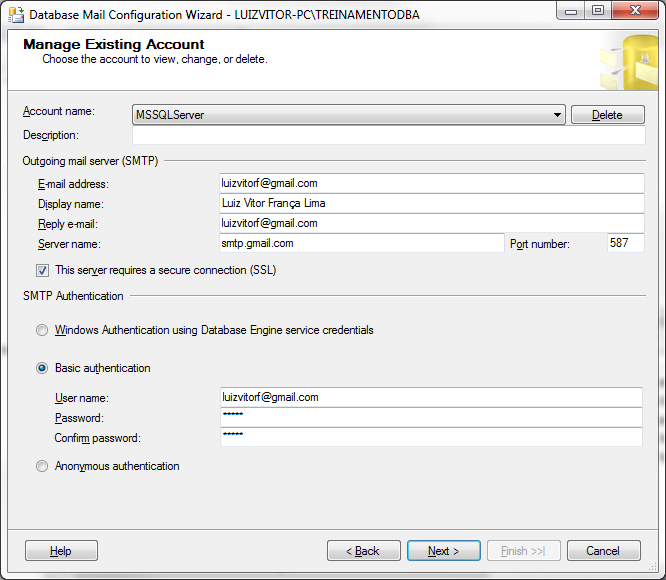 Database Mail Configuration Wizard - LUIZVITOR-PC\TREINAMENTODBA
Manage Existing Account
Choose the account to view, change, or delete.
Account name: MSSQLServer Delete
Description:
Outgoing mail server (SMTP)
E-mail address: luizvitorf@gmail.com
Display name: Luiz Vitor França Lima
Reply e-mail: luizvitorf@gmail.com
Server name: smtp.gmail.com Port number: 587
This server requires a secure connection (SSL)
SMTP Authentication
Windows Authentication using Database Engine service credentials
Basic authentication
User name: luizvitorf@gmail.com
Password: *****
Confirm password: *****
Anonymous authentication
Help < Back Next > Finish >>| Cancel